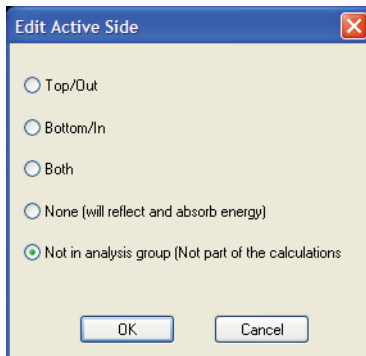 Edit Active Side
Top/Out
Bottom/In
Both
None (will reflect and absorb energy)
Not in analysis group (Not part of the calculations
OK
Cancel